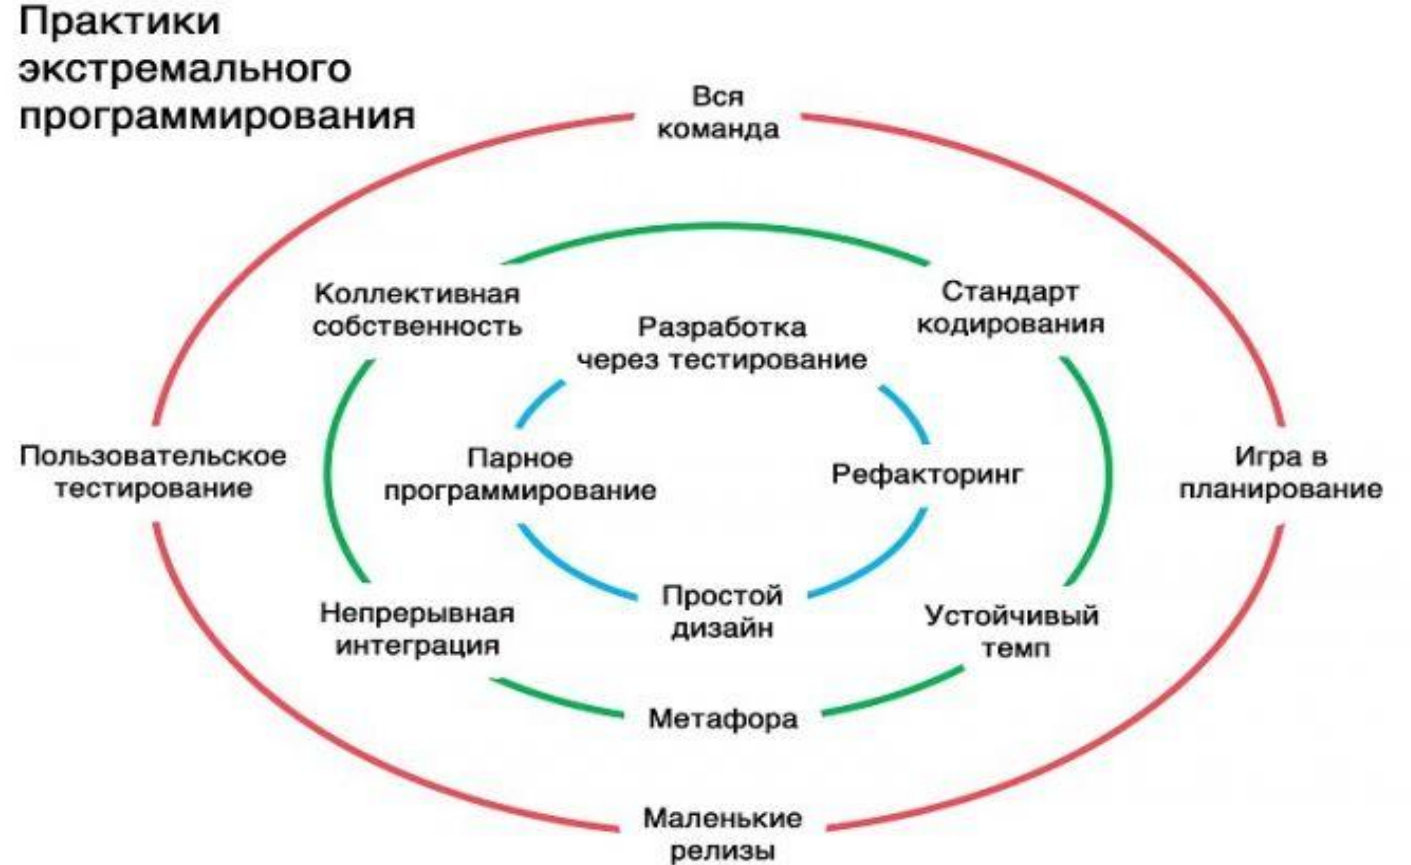 Практики
экстремального
программирования
Вся
команда
Коллективная
собственность
Стандарт
кодирования
Разработка
через тестирование
Пользовательское
тестирование
Парное
программирование
Рефакторинг
Игра в
планирование
Непрерывная
интеграция
Простой
дизайн
Устойчивый
темп
Метафора
Маленькие
релизы